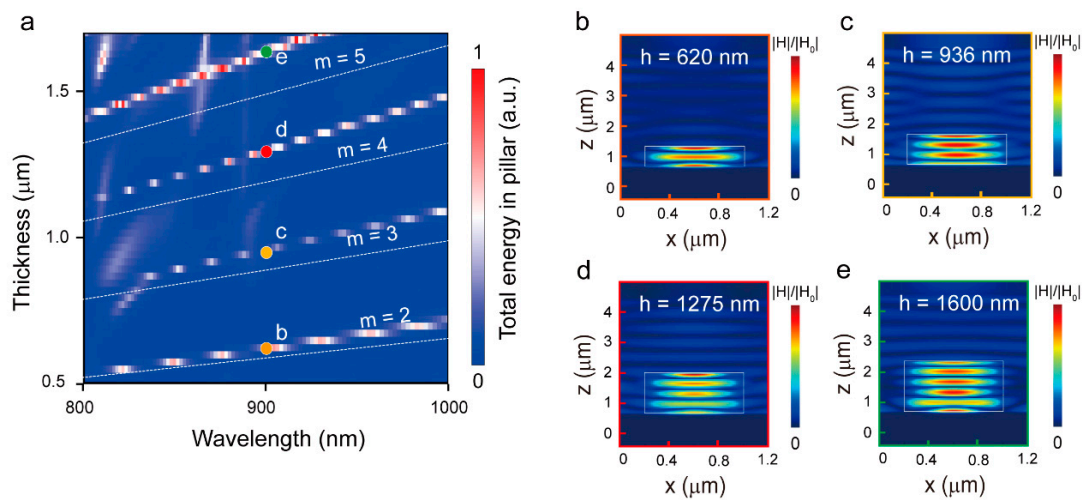 a
Thickness (μm)
1.5
1.0
0.5
800
900
1000
Wavelength (nm)
e
m = 5
d
m = 4
c
m = 3
b
m = 2
1
Total energy in pillar (a.u.)
0
b
h = 620 nm
|H|/|H₀|
0
z (μm)
4
3
2
1
0
0
0.4
0.8
1.2
x (μm)
c
h = 936 nm
|H|/|H₀|
0
z (μm)
4
3
2
1
0
0
0.4
0.8
1.2
x (μm)
d
h = 1275 nm
|H|/|H₀|
0
z (μm)
5
4
3
2
1
0
0
0.4
0.8
1.2
x (μm)
e
h = 1600 nm
|H|/|H₀|
0
z (μm)
5
4
3
2
1
0
0
0.4
0.8
1.2
x (μm)